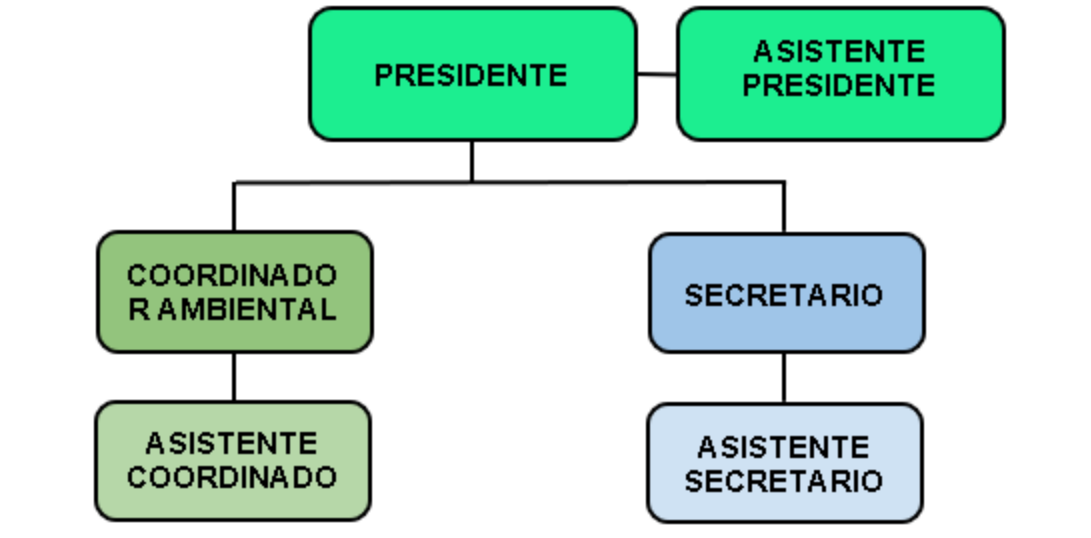 PRESIDENTE
ASISTENTE
PRESIDENTE
COORDINADO
R AMBIENTAL
SECRETARIO
ASISTENTE
COORDINADO
ASISTENTE
SECRETARIO